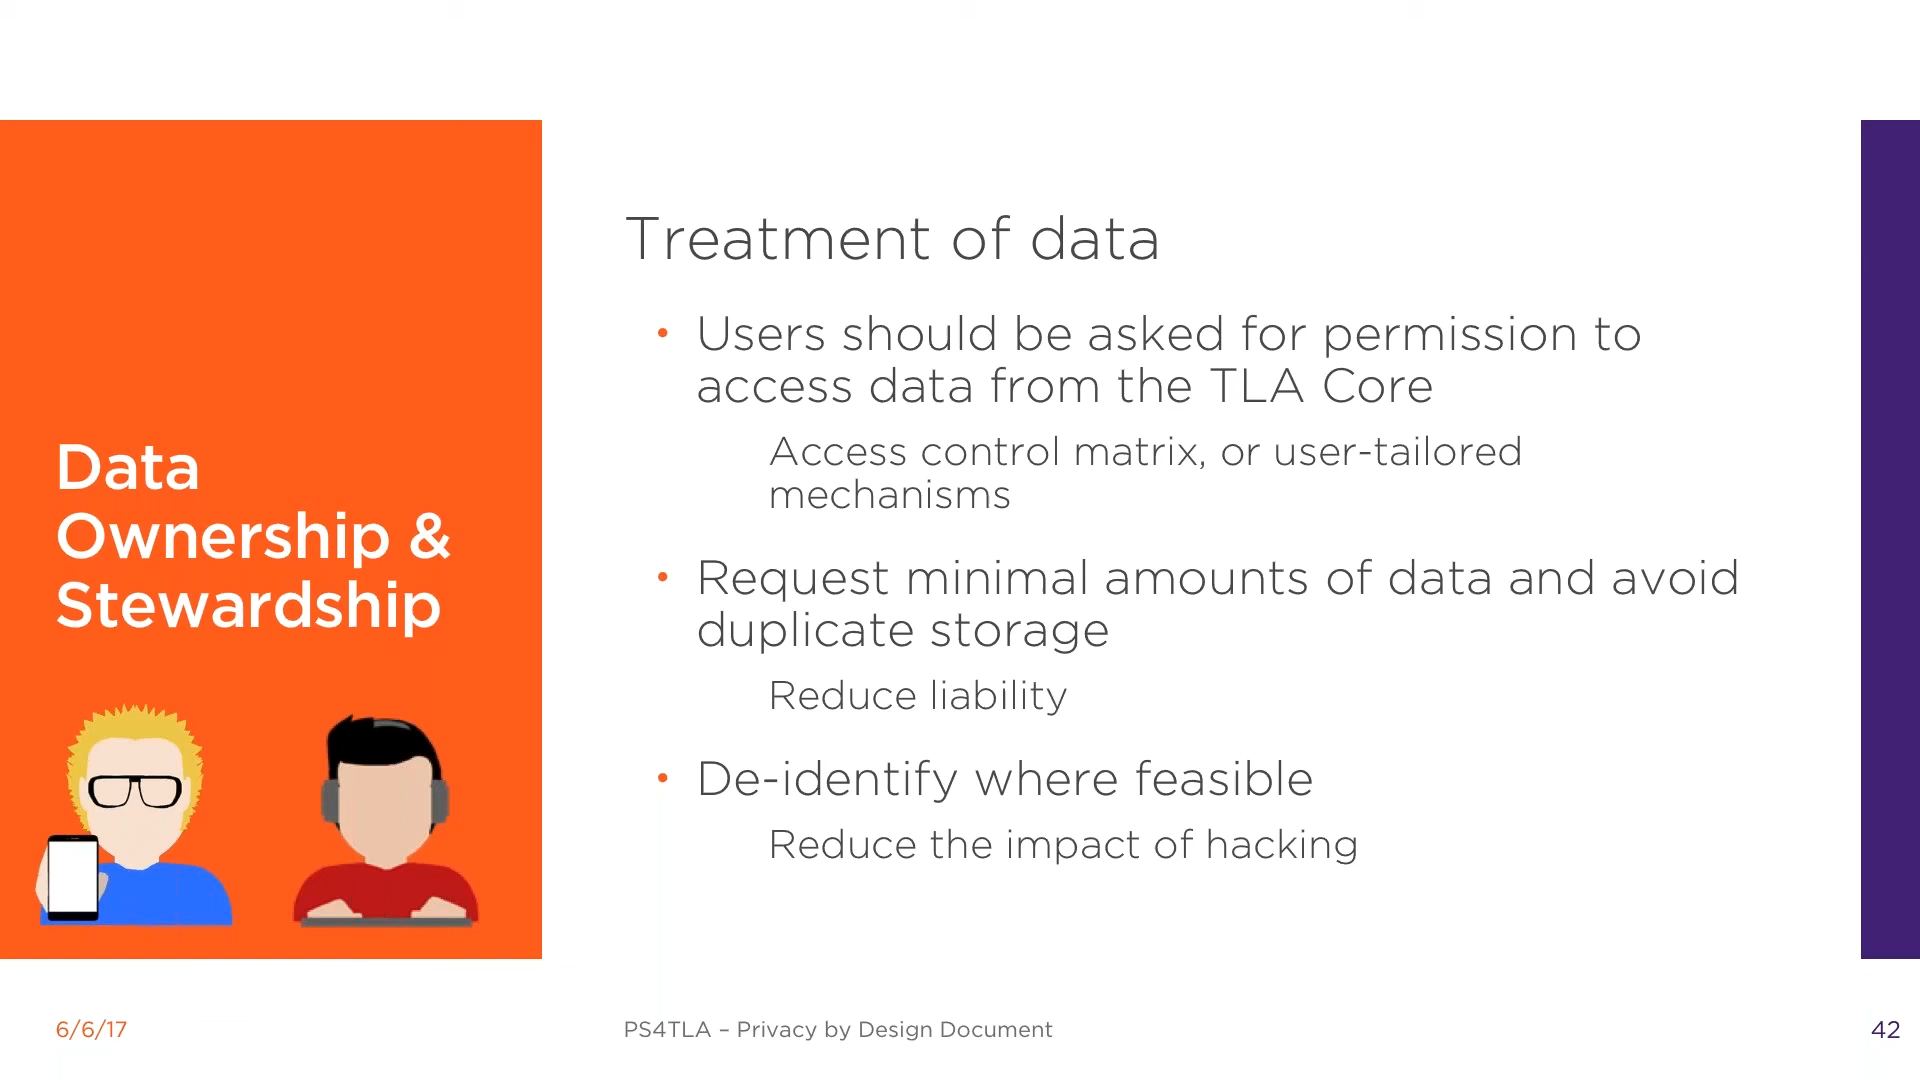 Data
Ownership &
Stewardship
Treatment of data
• Users should be asked for permission to
access data from the TLA Core
Access control matrix, or user-tailored
mechanisms
• Request minimal amounts of data and avoid
duplicate storage
Reduce liability
• De-identify where feasible
Reduce the impact of hacking
6/6/17
PS4TLA – Privacy by Design Document
42